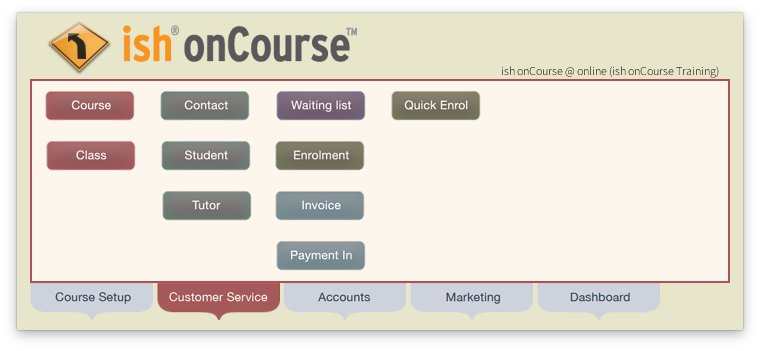 ish® onCourse™
ish onCourse @ online (ish onCourse Training)
Course Contact Waiting list Quick Enrol
Class Student Enrolment
Tutor Invoice
Payment In
Course Setup Customer Service Accounts Marketing Dashboard